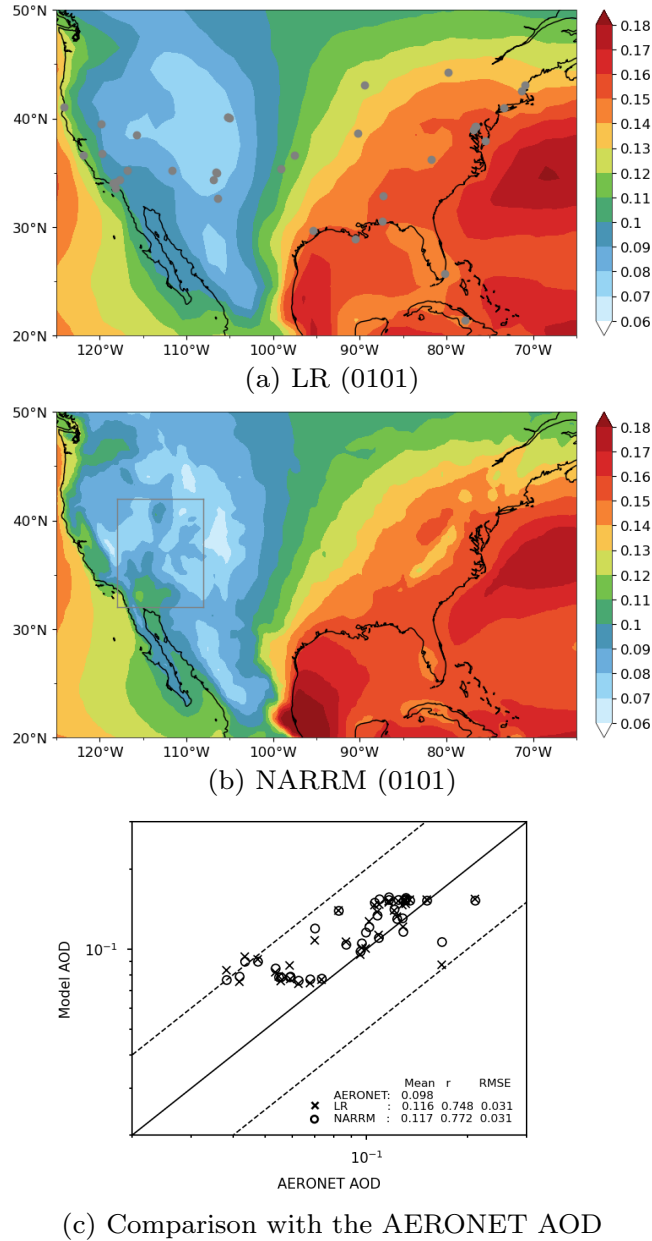 50°N
40°N
30°N
20°N
120°W 110°W 100°W 90°W 80°W 70°W
0.18
0.17
0.16
0.15
0.14
0.13
0.12
0.11
0.1
0.09
0.08
0.07
0.06
(a) LR (0101)
50°N
40°N
30°N
20°N
120°W 110°W 100°W 90°W 80°W 70°W
0.18
0.17
0.16
0.15
0.14
0.13
0.12
0.11
0.1
0.09
0.08
0.07
0.06
(b) NARRM (0101)
Model AOD
10⁻¹
Mean r RMSE
AERONET: 0.098
LR : 0.116 0.748 0.031
NARRM : 0.117 0.772 0.031
10⁻¹
AERONET AOD
(c) Comparison with the AERONET AOD